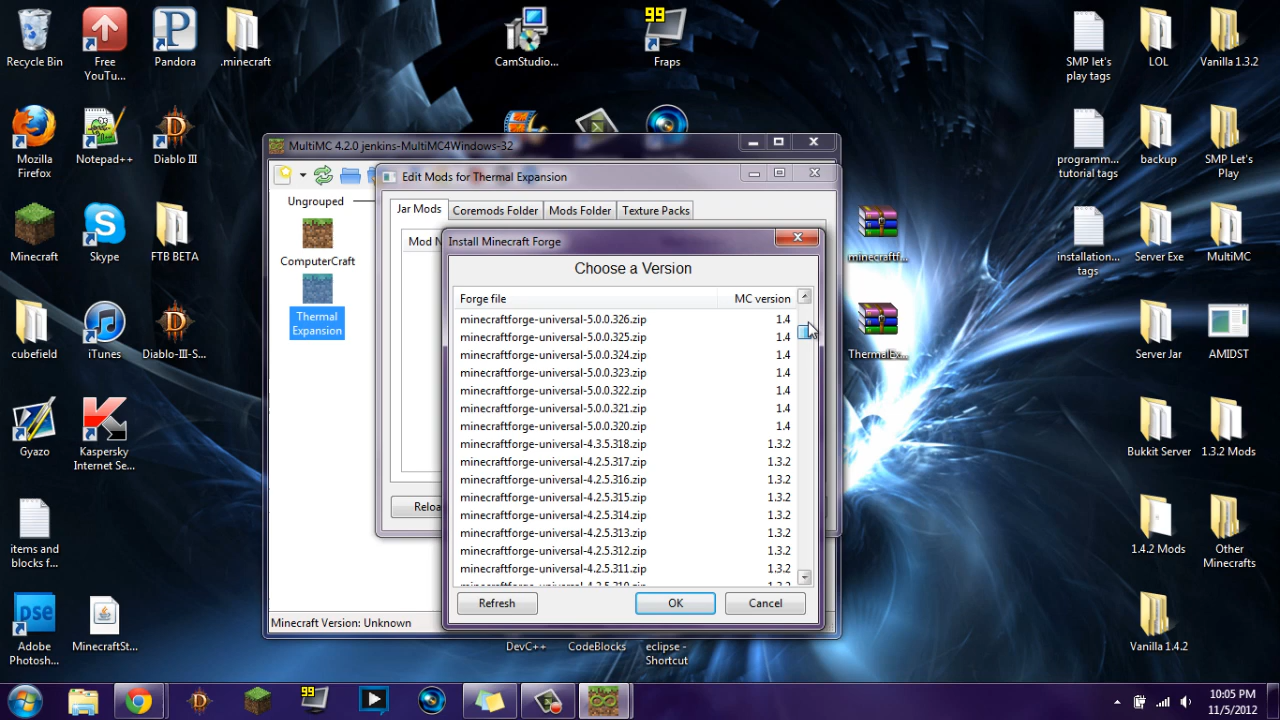 Recycle Bin
Free
YouTu...
Pandora
.minecraft
CamStudio...
99
Fraps
SMP let's
play tags
LOL
Vanilla 1.3.2
Mozilla
Firefox
Notepad++
Diablo III
programm...
tutorial tags
backup
SMP Let's
Play
Minecraft
Skype
FTB BETA
minecraftf...
installation...
tags
Server Exe
MultiMC
cubefield
iTunes
Diablo-III-S...
ThermalEx...
Server Jar
AMIDST
Gyazo
Kaspersky
Internet Se...
Bukkit Server
1.3.2 Mods
items and
blocks f...
1.4.2 Mods
Other
Minecrafts
pse
Adobe
Photosh...
MinecraftSt...
DevC++
CodeBlocks
eclipse -
Shortcut
Vanilla 1.4.2
MultiMC 4.2.0 jenkins-MultiMC4Windows-32
Ungrouped
ComputerCraft
Thermal
Expansion
Minecraft Version: Unknown
Edit Mods for Thermal Expansion
Jar Mods Coremods Folder Mods Folder Texture Packs
Mod N
Reloa
Install Minecraft Forge
Choose a Version
Forge file MC version
minecraftforge-universal-5.0.0.326.zip 1.4
minecraftforge-universal-5.0.0.325.zip 1.4
minecraftforge-universal-5.0.0.324.zip 1.4
minecraftforge-universal-5.0.0.323.zip 1.4
minecraftforge-universal-5.0.0.322.zip 1.4
minecraftforge-universal-5.0.0.321.zip 1.4
minecraftforge-universal-5.0.0.320.zip 1.4
minecraftforge-universal-4.3.5.318.zip 1.3.2
minecraftforge-universal-4.2.5.317.zip 1.3.2
minecraftforge-universal-4.2.5.316.zip 1.3.2
minecraftforge-universal-4.2.5.315.zip 1.3.2
minecraftforge-universal-4.2.5.314.zip 1.3.2
minecraftforge-universal-4.2.5.313.zip 1.3.2
minecraftforge-universal-4.2.5.312.zip 1.3.2
minecraftforge-universal-4.2.5.311.zip 1.3.2
Refresh OK Cancel
99
10:05 PM
11/5/2012